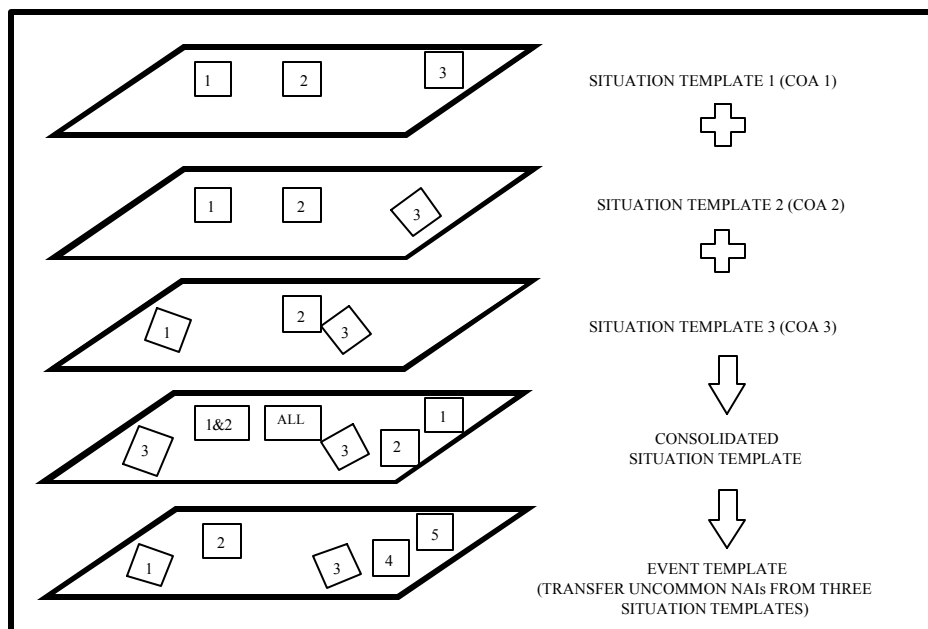 1
2
3
SITUATION TEMPLATE 1 (COA 1)
1
2
3
SITUATION TEMPLATE 2 (COA 2)
1
2
3
SITUATION TEMPLATE 3 (COA 3)
3
1&2
ALL
3
2
1
CONSOLIDATED
SITUATION TEMPLATE
1
2
3
4
5
EVENT TEMPLATE
(TRANSFER UNCOMMON NAIs FROM THREE
SITUATION TEMPLATES)